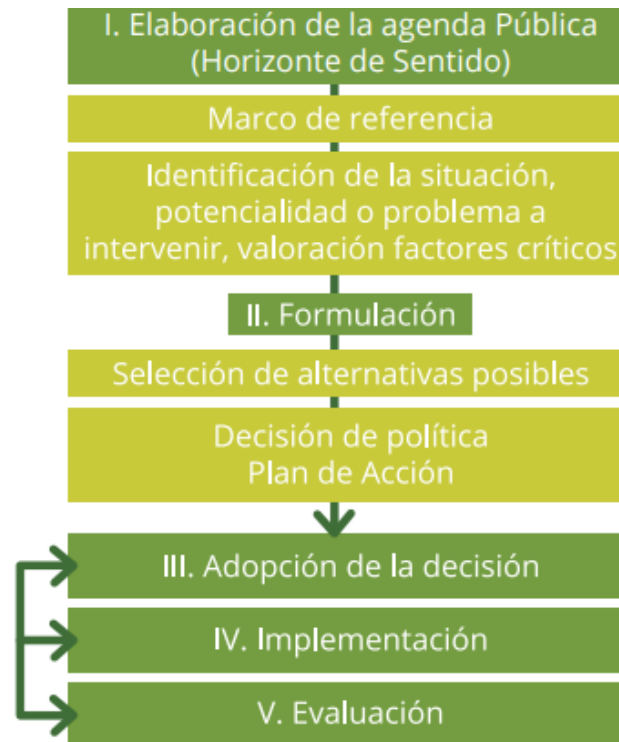 I. Elaboración de la agenda Pública
(Horizonte de Sentido)
Marco de referencia
Identificación de la situación,
potencialidad o problema a
intervenir, valoración factores críticos
II. Formulación
Selección de alternativas posibles
Decisión de política
Plan de Acción
III. Adopción de la decisión
IV. Implementación
V. Evaluación